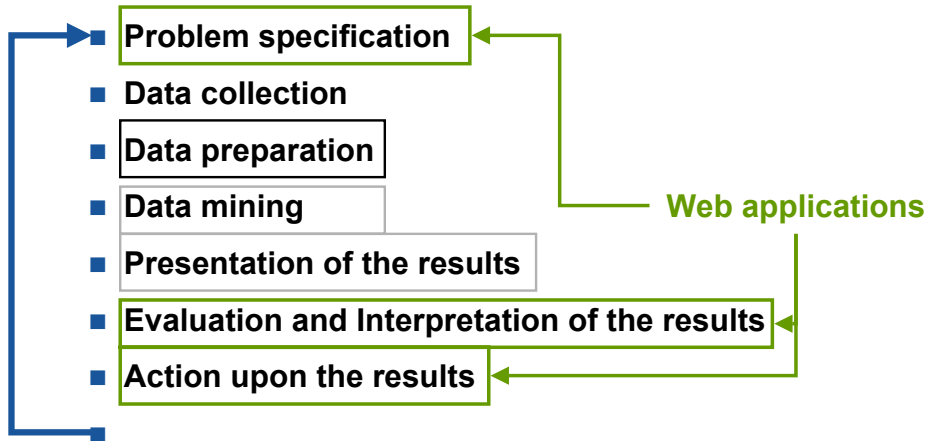 Problem specification
Data collection
Data preparation
Data mining
Web applications
Presentation of the results
Evaluation and Interpretation of the results
Action upon the results